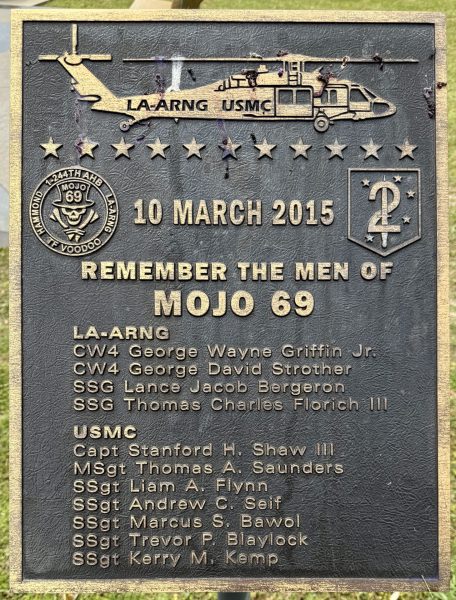 LA-ARNG USMC
1-244TH AHB
HAMMOND
LA-ARNG
MOJO
69
TF VOODOO
10 MARCH 2015
2
REMEMBER THE MEN OF
MOJO 69
LA-ARNG
CW4 George Wayne Griffin Jr.
CW4 George David Strother
SSG Lance Jacob Bergeron
SSG Thomas Charles Florich III
USMC
Capt Stanford H. Shaw III
MSgt Thomas A. Saunders
SSgt Liam A. Flynn
SSgt Andrew C. Seif
SSgt Marcus S. Bawol
SSgt Trevor P. Blaylock
SSgt Kerry M. Kemp